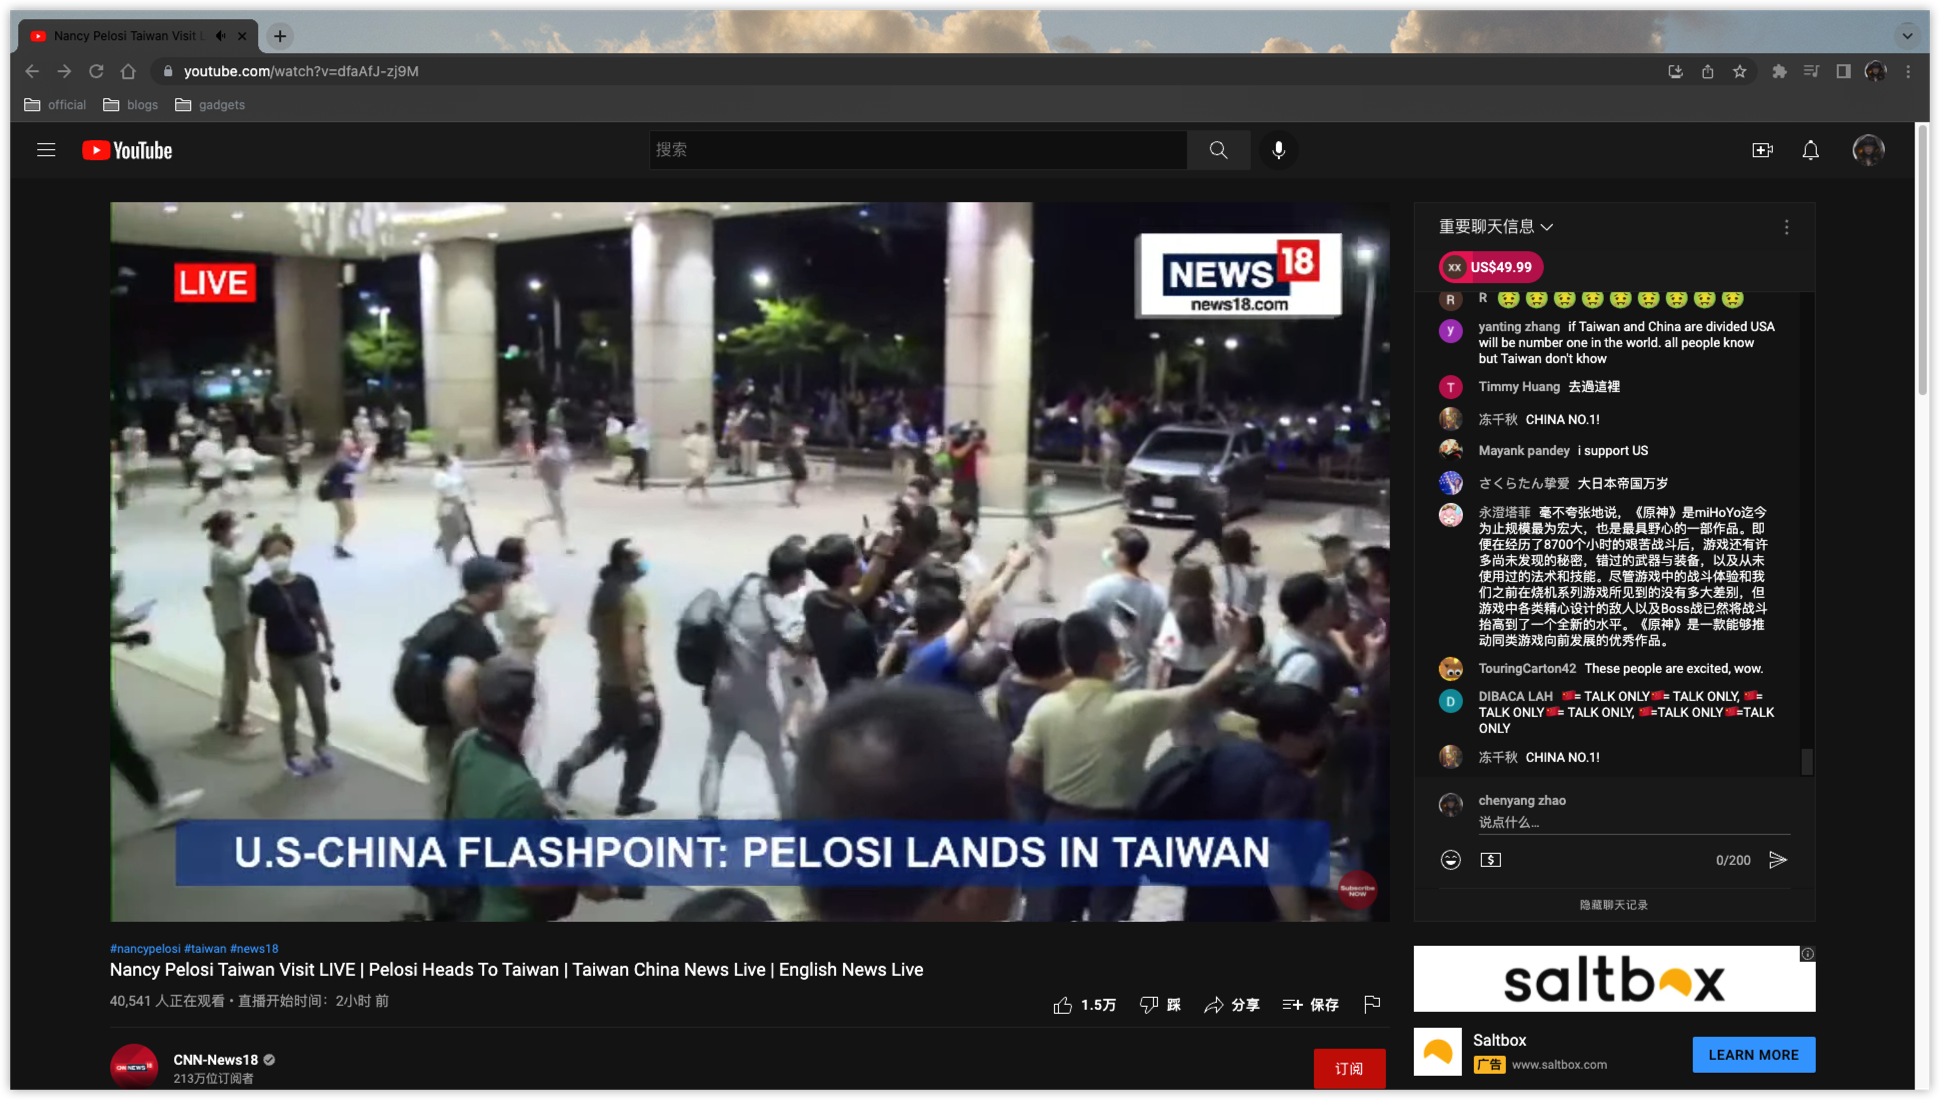 Nancy Pelosi Taiwan Visit L
youtube.com/watch?v=dfaAfJ-zj9M
official
blogs
gadgets
YouTube
搜索
LIVE
NEWS 18
news18.com
U.S-CHINA FLASHPOINT: PELOSI LANDS IN TAIWAN
Subscribe
NOW
重要聊天信息
XX US$49.99
R R
y yanting zhang if Taiwan and China are divided USA
will be number one in the world. all people know
but Taiwan don't khow
T Timmy Huang 去過這裡
冻千秋 CHINA NO.1!
Mayank pandey i support US
さくらたん挚爱 大日本帝国万岁
永澄塔菲 毫不夸张地说，《原神》是miHoYo迄今
为止规模最为宏大，也是最具野心的一部作品。即
便在经历了8700个小时的艰苦战斗后，游戏还有许
多尚未发现的秘密，错过的武器与装备，以及从未
使用过的法术和技能。尽管游戏中的战斗体验和我
们之前在烧机系列游戏所见到的没有多大差别，但
游戏中各类精心设计的敌人以及Boss战已然将战斗
抬高到了一个全新的水平。《原神》是一款能够推
动同类游戏向前发展的优秀作品。
TouringCarton42 These people are excited, wow.
D DIBACA LAH 🇨🇳= TALK ONLY🇨🇳= TALK ONLY, 🇨🇳=
TALK ONLY🇨🇳= TALK ONLY, 🇨🇳=TALK ONLY🇨🇳=TALK
ONLY
冻千秋 CHINA NO.1!
chenyang zhao
说点什么...
0/200
隐藏聊天记录
#nancypelosi #taiwan #news18
Nancy Pelosi Taiwan Visit LIVE | Pelosi Heads To Taiwan | Taiwan China News Live | English News Live
40,541 人正在观看 • 直播开始时间：2小时 前
1.5万 踩 分享 保存
CNN NEWS 18
CNN-News18
213万位订阅者
订阅
saltbox
Saltbox
广告 www.saltbox.com
LEARN MORE